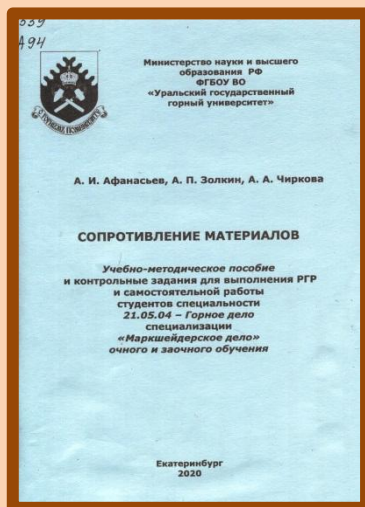 539
А94
Министерство науки и высшего
образования РФ
ФГБОУ ВО
«Уральский государственный
горный университет»
А. И. Афанасьев, А. П. Золкин, А. А. Чиркова
СОПРОТИВЛЕНИЕ МАТЕРИАЛОВ
Учебно-методическое пособие
и контрольные задания для выполнения РГР
и самостоятельной работы
студентов специальности
21.05.04 – Горное дело
специализации
«Маркшейдерское дело»
очного и заочного обучения
Екатеринбург
2020